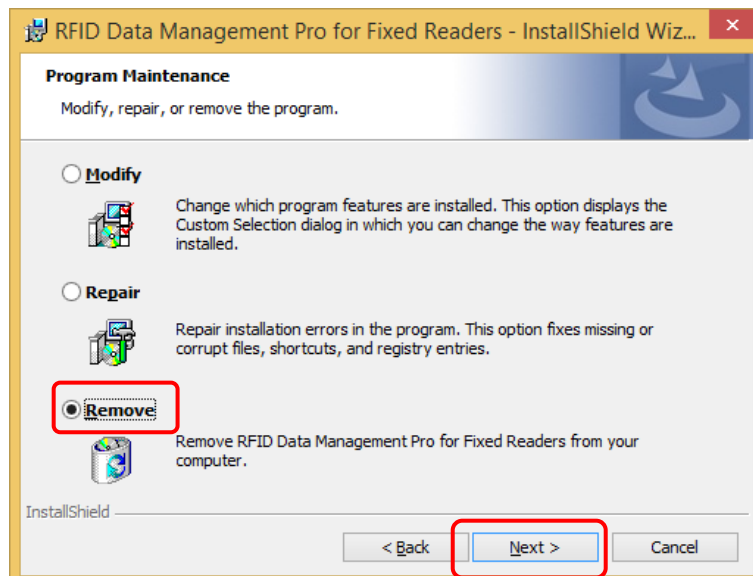 RFID Data Management Pro for Fixed Readers - InstallShield Wiz...
Program Maintenance
Modify, repair, or remove the program.
Modify
Change which program features are installed. This option displays the
Custom Selection dialog in which you can change the way features are
installed.
Repair
Repair installation errors in the program. This option fixes missing or
corrupt files, shortcuts, and registry entries.
Remove
Remove RFID Data Management Pro for Fixed Readers from your
computer.
InstallShield
< Back Next > Cancel